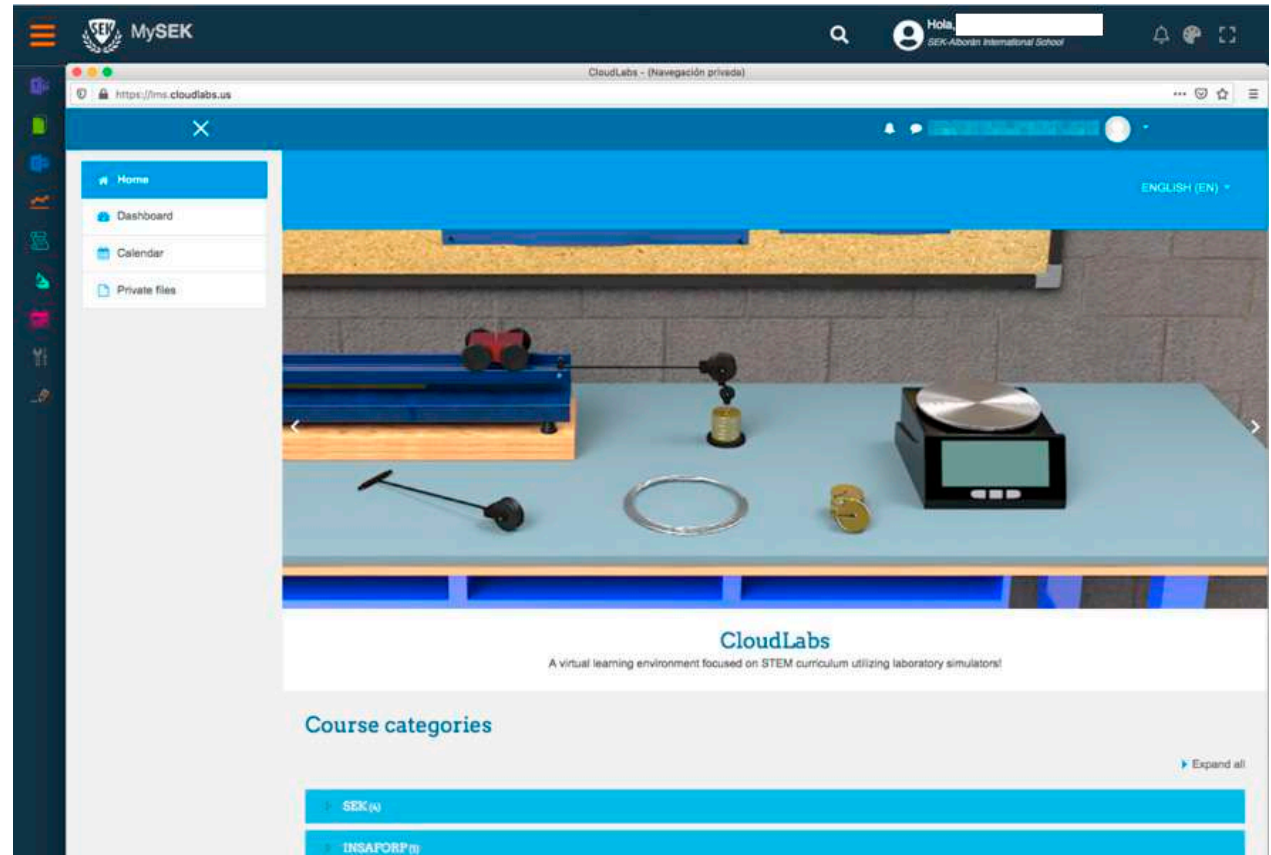 SEK
MySEK
Hola,
SEK-Alborán International School
CloudLabs - (Navegación privada)
https://lms.cloudlabs.us
Home
Dashboard
Calendar
Private files
ENGLISH (EN)
CloudLabs
A virtual learning environment focused on STEM curriculum utilizing laboratory simulators!
Course categories
Expand all
SEK (4)
INSAFORP (1)